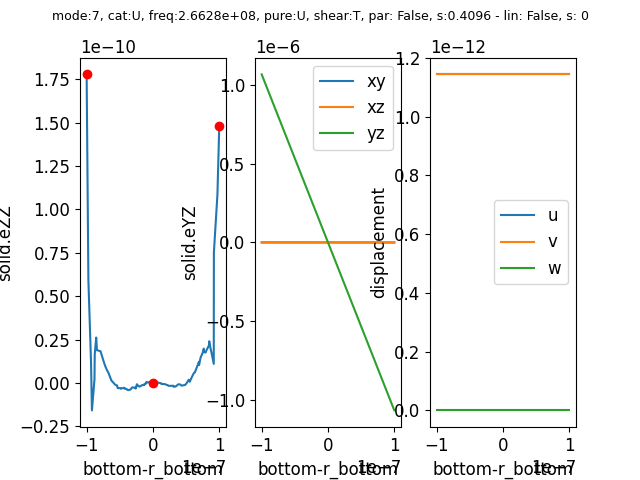 mode:7, cat:U, freq:2.6628e+08, pure:U, shear:T, par: False, s:0.4096 - lin: False, s: 0
1e−10
1e−6
1e−12
solid.eZZ
1.75
1.50
1.25
1.00
0.75
0.50
0.25
0.00
−0.25
−1
0
1
bottom-r_bottom
1e−7
solid.eYZ
1.0
0.5
0.0
−0.5
−1.0
xy
xz
yz
−1
0
1
bottom-r_bottom
1e−7
displacement
1.2
1.0
0.8
0.6
0.4
0.2
0.0
u
v
w
−1
0
1
bottom-r_bottom
1e−7